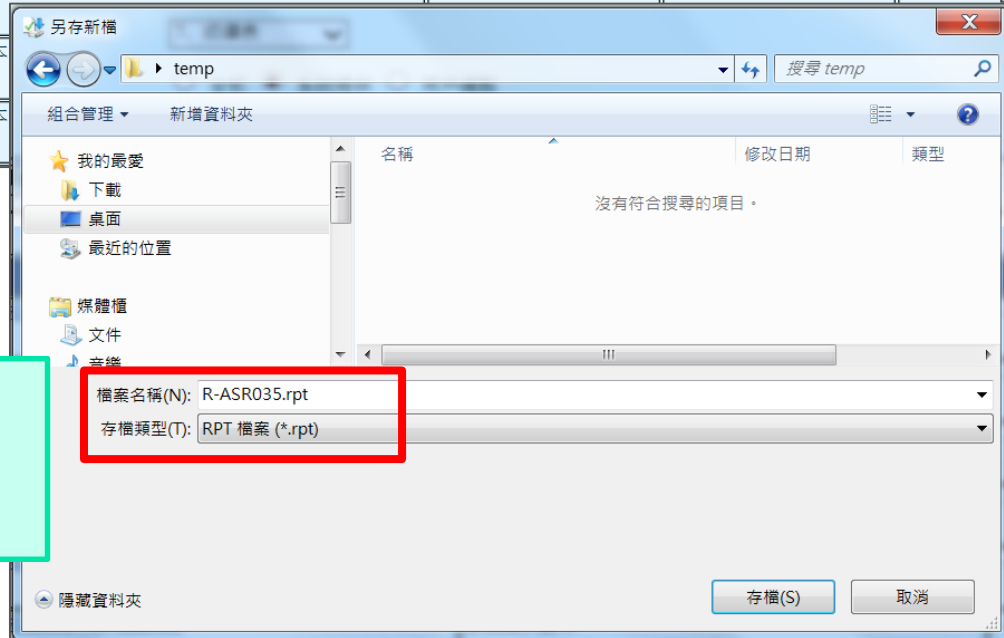 另存新檔
temp
搜尋 temp
組合管理
新增資料夾
名稱
修改日期
類型
我的最愛
下載
桌面
最近的位置
沒有符合搜尋的項目。
媒體櫃
文件
音樂
檔案名稱(N): R-ASR035.rpt
存檔類型(T): RPT 檔案 (*.rpt)
隱藏資料夾
存檔(S)
取消